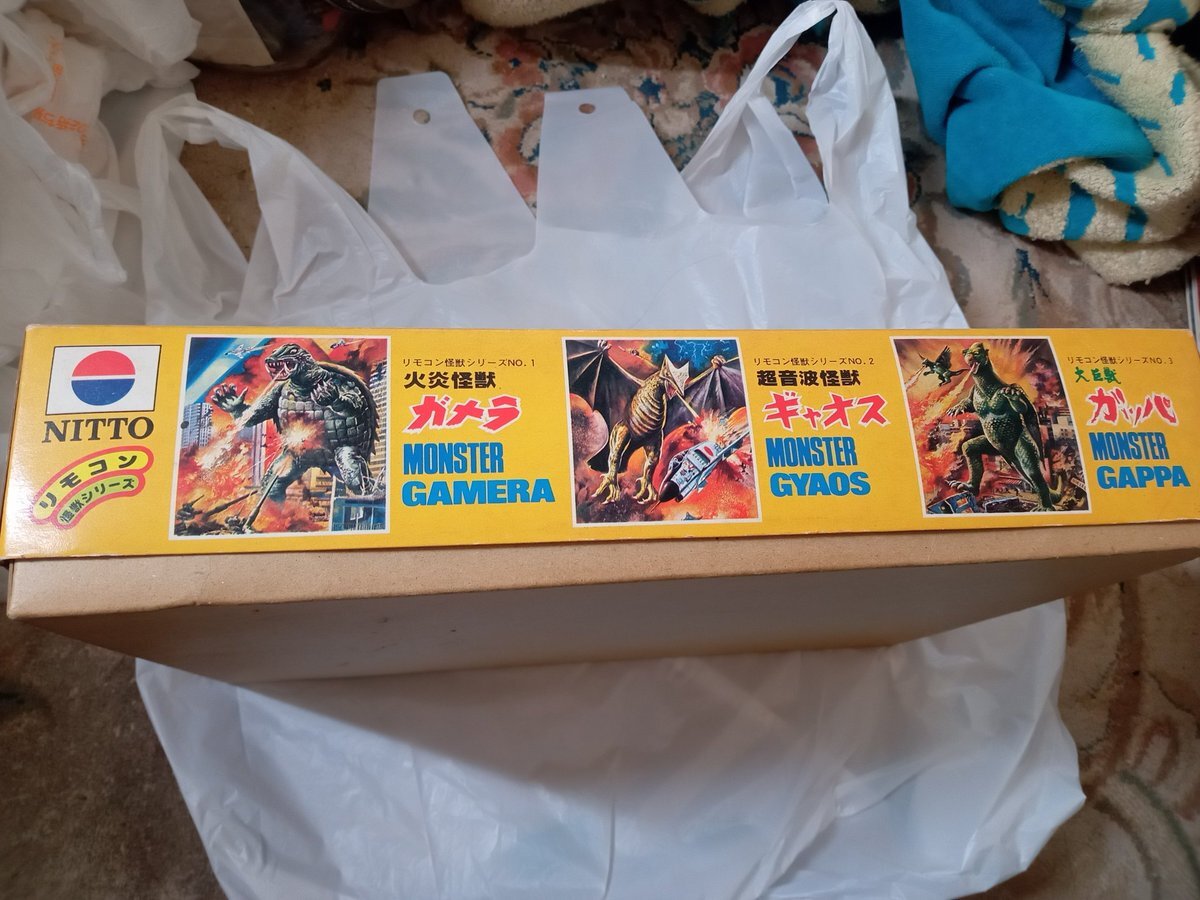 NITTO
リモコン
怪獣シリーズ
リモコン怪獣シリーズNO.1
火炎怪獣
ガメラ
MONSTER
GAMERA
リモコン怪獣シリーズNO.2
超音波怪獣
ギャオス
MONSTER
GYAOS
リモコン怪獣シリーズNO.3
大巨獣
ガッパ
MONSTER
GAPPA